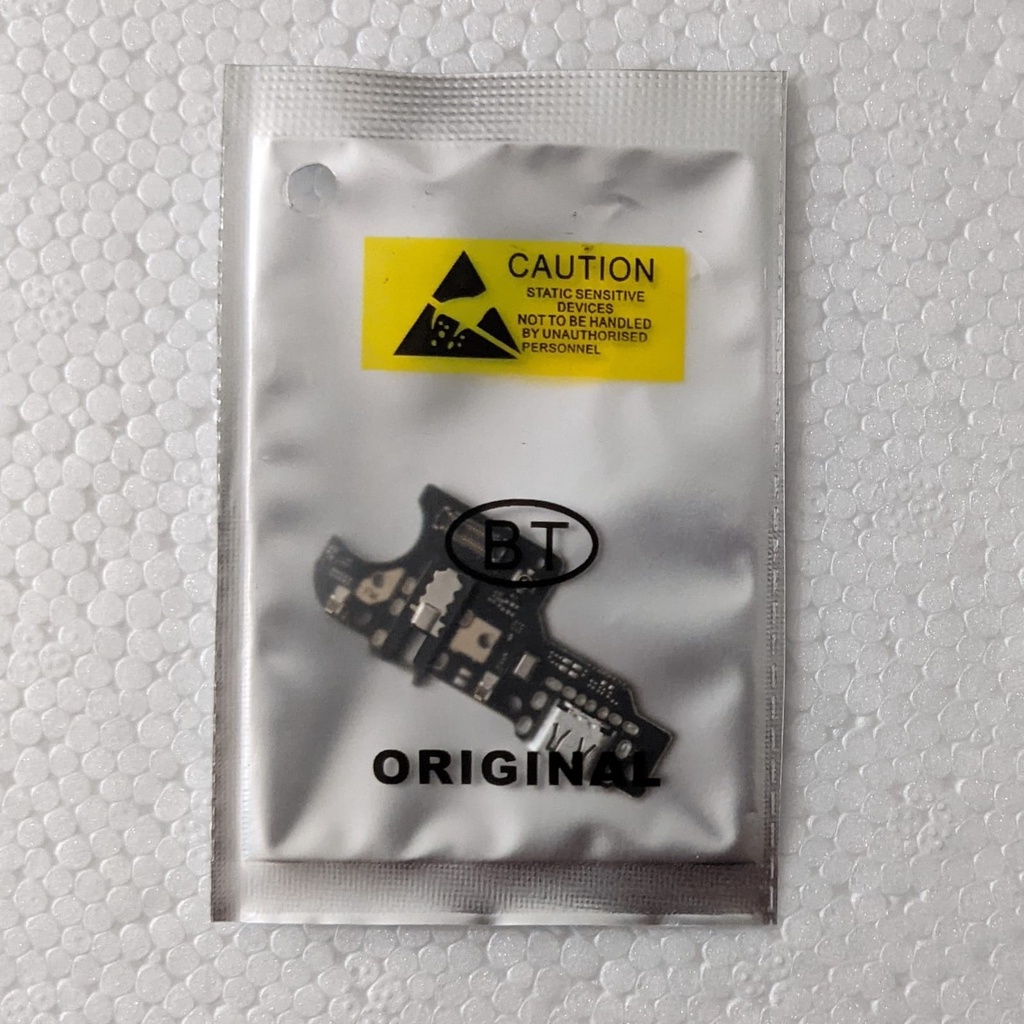 CAUTION
STATIC SENSITIVE
DEVICES
NOT TO BE HANDLED
BY UNAUTHORISED
PERSONNEL
BT
ORIGINAL